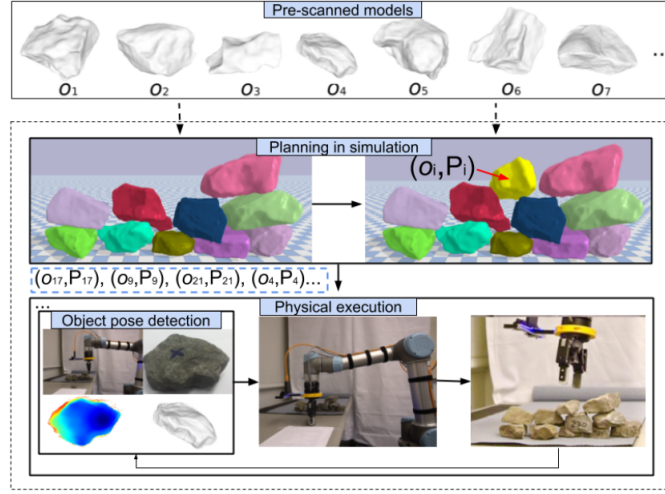 Pre-scanned models
o1 o2 o3 o4 o5 o6 o7 ...
Planning in simulation
(oi,Pi)
(o17,P17), (o9,P9), (o21,P21), (o4,P4)...
...
Physical execution
Object pose detection